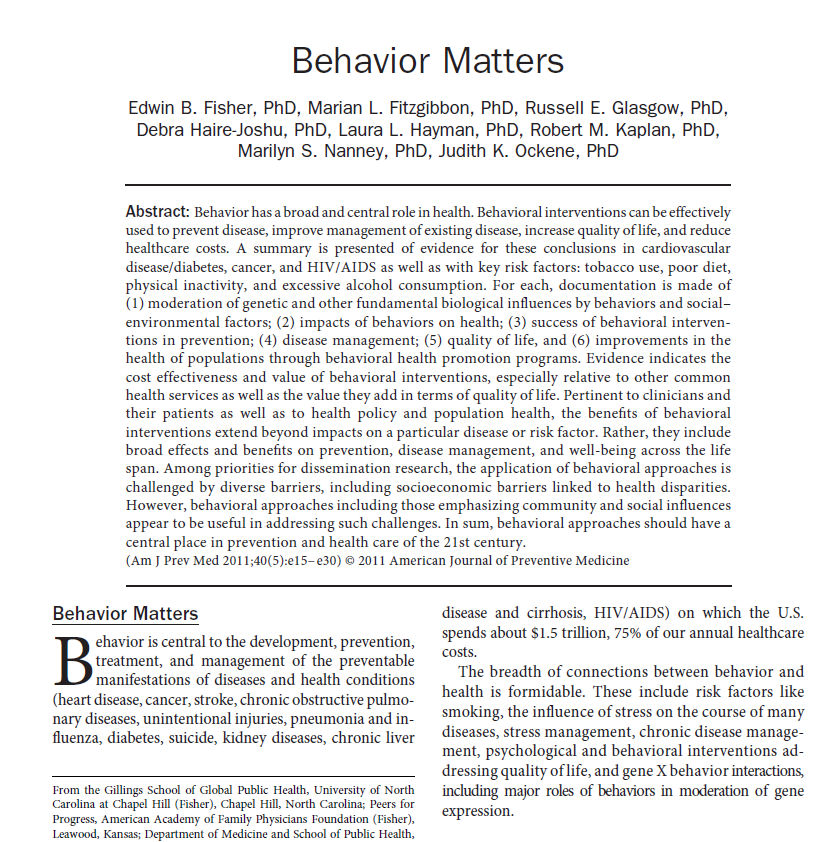 Behavior Matters
Edwin B. Fisher, PhD, Marian L. Fitzgibbon, PhD, Russell E. Glasgow, PhD,
Debra Haire-Joshu, PhD, Laura L. Hayman, PhD, Robert M. Kaplan, PhD,
Marilyn S. Nanney, PhD, Judith K. Ockene, PhD
Abstract: Behavior has a broad and central role in health. Behavioral interventions can be effectively
used to prevent disease, improve management of existing disease, increase quality of life, and reduce
healthcare costs. A summary is presented of evidence for these conclusions in cardiovascular
disease/diabetes, cancer, and HIV/AIDS as well as with key risk factors: tobacco use, poor diet,
physical inactivity, and excessive alcohol consumption. For each, documentation is made of
(1) moderation of genetic and other fundamental biological influences by behaviors and social–
environmental factors; (2) impacts of behaviors on health; (3) success of behavioral interven-
tions in prevention; (4) disease management; (5) quality of life, and (6) improvements in the
health of populations through behavioral health promotion programs. Evidence indicates the
cost effectiveness and value of behavioral interventions, especially relative to other common
health services as well as the value they add in terms of quality of life. Pertinent to clinicians and
their patients as well as to health policy and population health, the benefits of behavioral
interventions extend beyond impacts on a particular disease or risk factor. Rather, they include
broad effects and benefits on prevention, disease management, and well-being across the life
span. Among priorities for dissemination research, the application of behavioral approaches is
challenged by diverse barriers, including socioeconomic barriers linked to health disparities.
However, behavioral approaches including those emphasizing community and social influences
appear to be useful in addressing such challenges. In sum, behavioral approaches should have a
central place in prevention and health care of the 21st century.
(Am J Prev Med 2011;40(5):e15–e30) © 2011 American Journal of Preventive Medicine
Behavior Matters
Behavior is central to the development, prevention,
treatment, and management of the preventable
manifestations of diseases and health conditions
(heart disease, cancer, stroke, chronic obstructive pulmo-
nary diseases, unintentional injuries, pneumonia and in-
fluenza, diabetes, suicide, kidney diseases, chronic liver
From the Gillings School of Global Public Health, University of North
Carolina at Chapel Hill (Fisher), Chapel Hill, North Carolina; Peers for
Progress, American Academy of Family Physicians Foundation (Fisher),
Leawood, Kansas; Department of Medicine and School of Public Health,
disease and cirrhosis, HIV/AIDS) on which the U.S.
spends about $1.5 trillion, 75% of our annual healthcare
costs.
The breadth of connections between behavior and
health is formidable. These include risk factors like
smoking, the influence of stress on the course of many
diseases, stress management, chronic disease manage-
ment, psychological and behavioral interventions ad-
dressing quality of life, and gene X behavior interactions,
including major roles of behaviors in moderation of gene
expression.